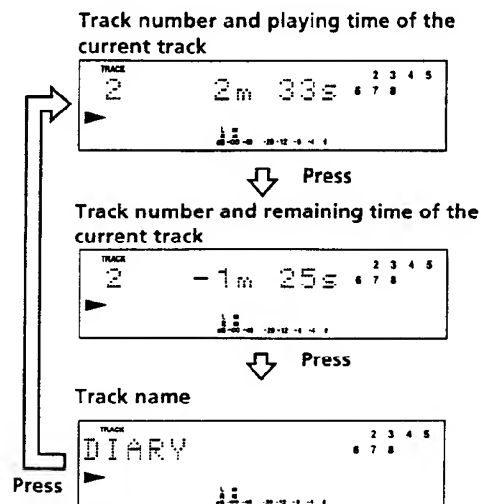 Track number and playing time of the
current track
TRACK
2 2m 33s 2 3 4 5
6 7 8
Press
Track number and remaining time of the
current track
TRACK
2 -1m 25s 2 3 4 5
6 7 8
Press
Track name
TRACK
DIARY 2 3 4 5
6 7 8
Press